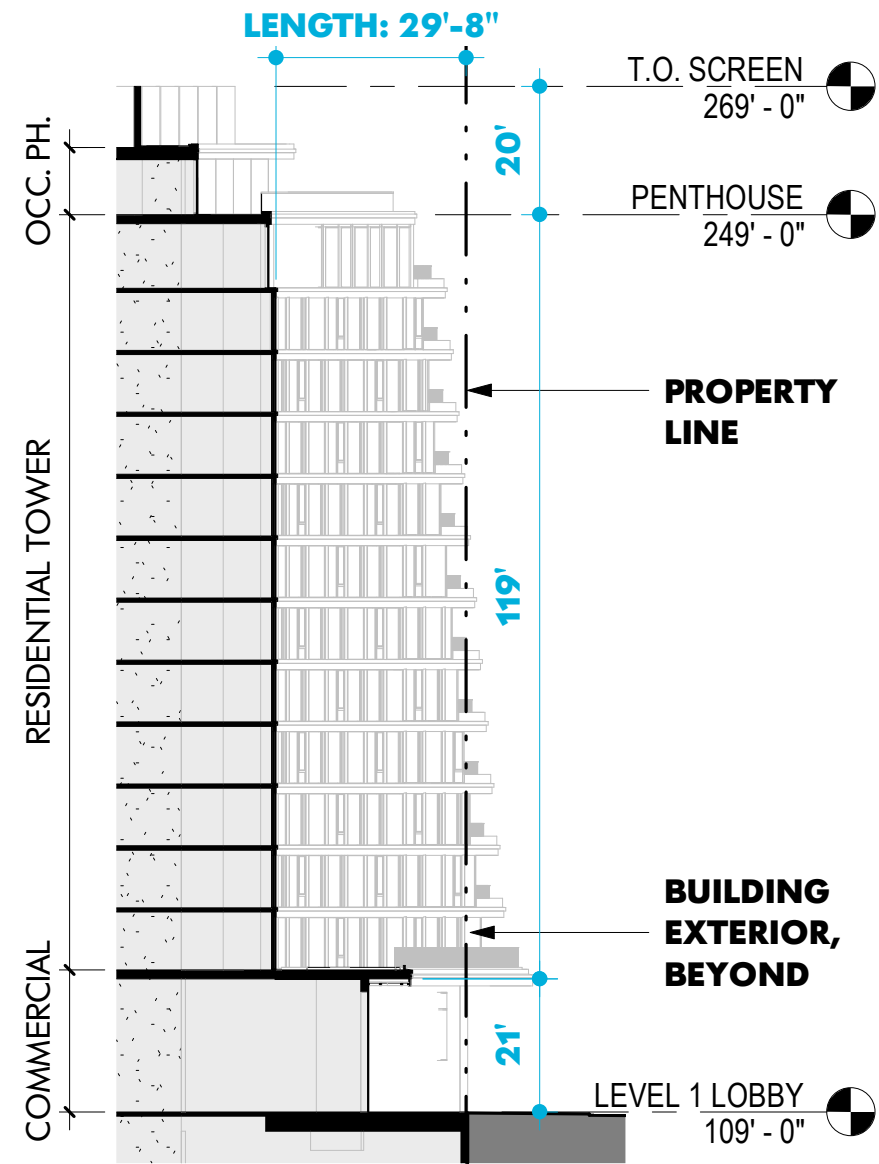 LENGTH: 29'-8"
T.O. SCREEN
269' - 0"
OCC. PH.
20'
PENTHOUSE
249' - 0"
PROPERTY
LINE
RESIDENTIAL TOWER
119'
BUILDING
EXTERIOR,
BEYOND
COMMERCIAL
21'
LEVEL 1 LOBBY
109' - 0"